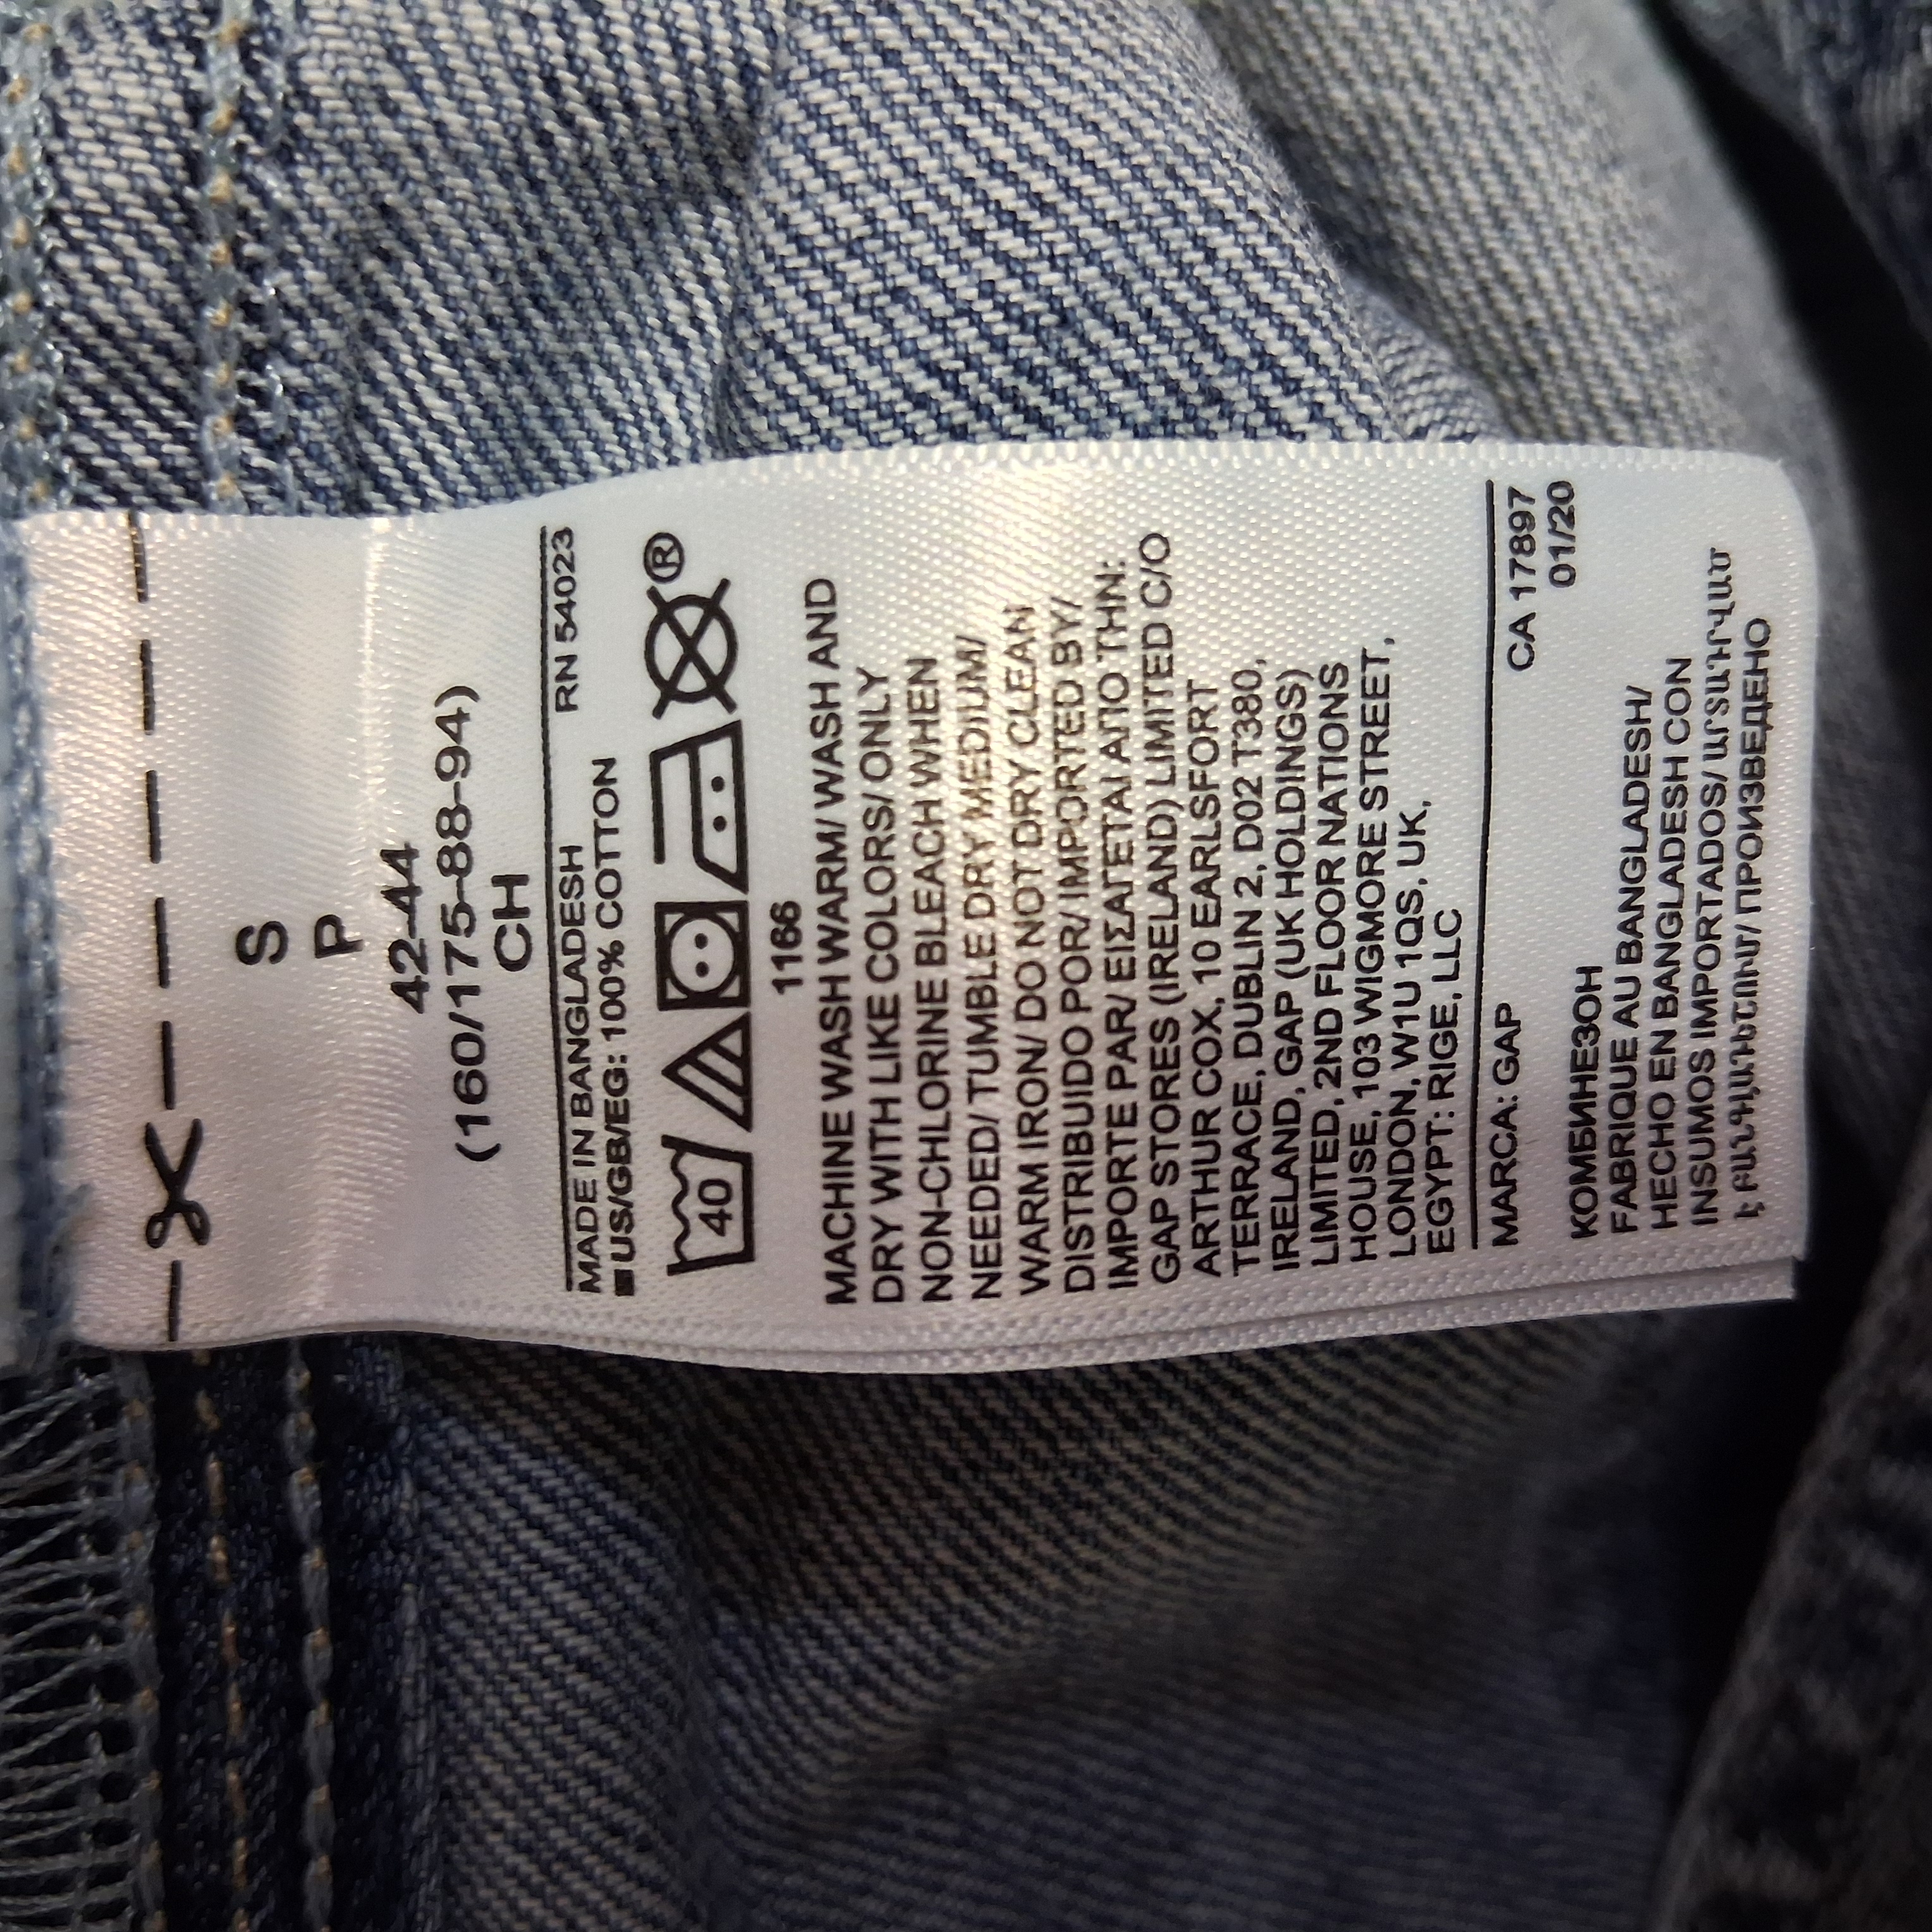 S
P
42-44
(160/175-88-94)
CH
MADE IN BANGLADESH RN 54023
■US/GB/EG: 100% COTTON
40 ®
1166
MACHINE WASH WARM/ WASH AND
DRY WITH LIKE COLORS/ ONLY
NON-CHLORINE BLEACH WHEN
NEEDED/ TUMBLE DRY MEDIUM/
WARM IRON/ DO NOT DRY CLEAN
DISTRIBUIDO POR/ IMPORTED BY/
IMPORTE PAR/ ΕΙΣΑΓΕΤΑΙ ΑΠΟ ΤΗΝ:
GAP STORES (IRELAND) LIMITED C/O
ARTHUR COX, 10 EARLSFORT
TERRACE, DUBLIN 2, D02 T380,
IRELAND, GAP (UK HOLDINGS)
LIMITED, 2ND FLOOR NATIONS
HOUSE, 103 WIGMORE STREET,
LONDON, W1U 1QS, UK,
EGYPT: RIGE, LLC
MARCA: GAP CA 17897
01/20
КОМБИНЕЗОН
FABRIQUE AU BANGLADESH/
HECHO EN BANGLADESH CON
INSUMOS IMPORTADOS/ ԱՐՏԱԴՐՎԱԾ
Է ԲԱՆԳԼԱԴԵՇՈՒՄ/ ПРОИЗВЕДЕНО